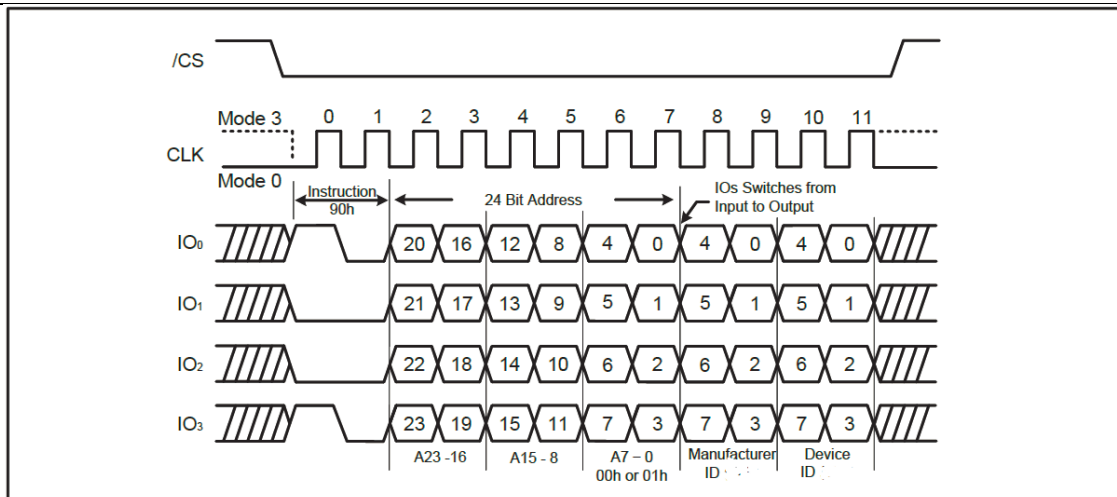 /CS
Mode 3 0 1 2 3 4 5 6 7 8 9 10 11
CLK
Mode 0
Instruction
90h
24 Bit Address
IOs Switches from
Input to Output
IO₀ 20 16 12 8 4 0 4 0 4 0
IO₁ 21 17 13 9 5 1 5 1 5 1
IO₂ 22 18 14 10 6 2 6 2 6 2
IO₃ 23 19 15 11 7 3 7 3 7 3
A23 -16 A15 - 8 A7 – 0 Manufacturer Device
00h or 01h ID ID